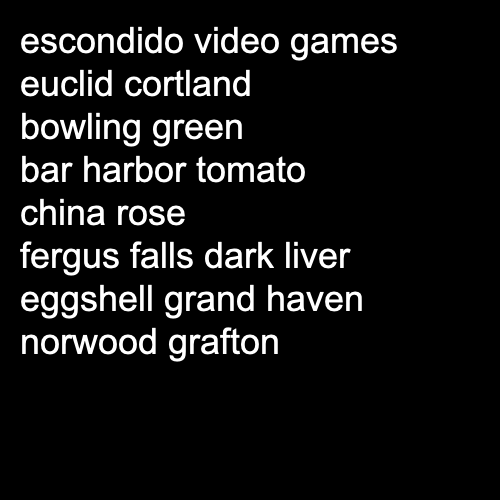 escondido video games
euclid cortland
bowling green
bar harbor tomato
china rose
fergus falls dark liver
eggshell grand haven
norwood grafton